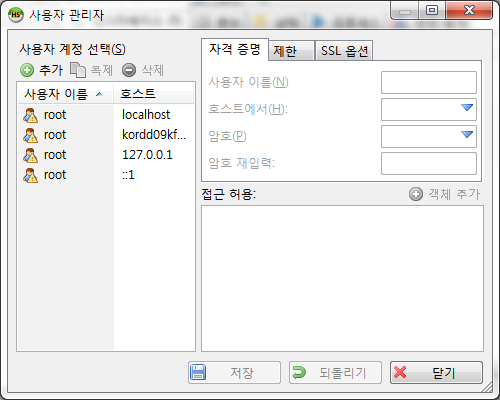 HS
사용자 관리자
사용자 계정 선택(S)
추가 복제 삭제
사용자 이름 호스트
root localhost
root kordd09kf...
root 127.0.0.1
root ::1
자격 증명 제한 SSL 옵션
사용자 이름(N)
호스트에서(H):
암호(P)
암호 재입력:
접근 허용: 객체 추가
저장 되돌리기 닫기